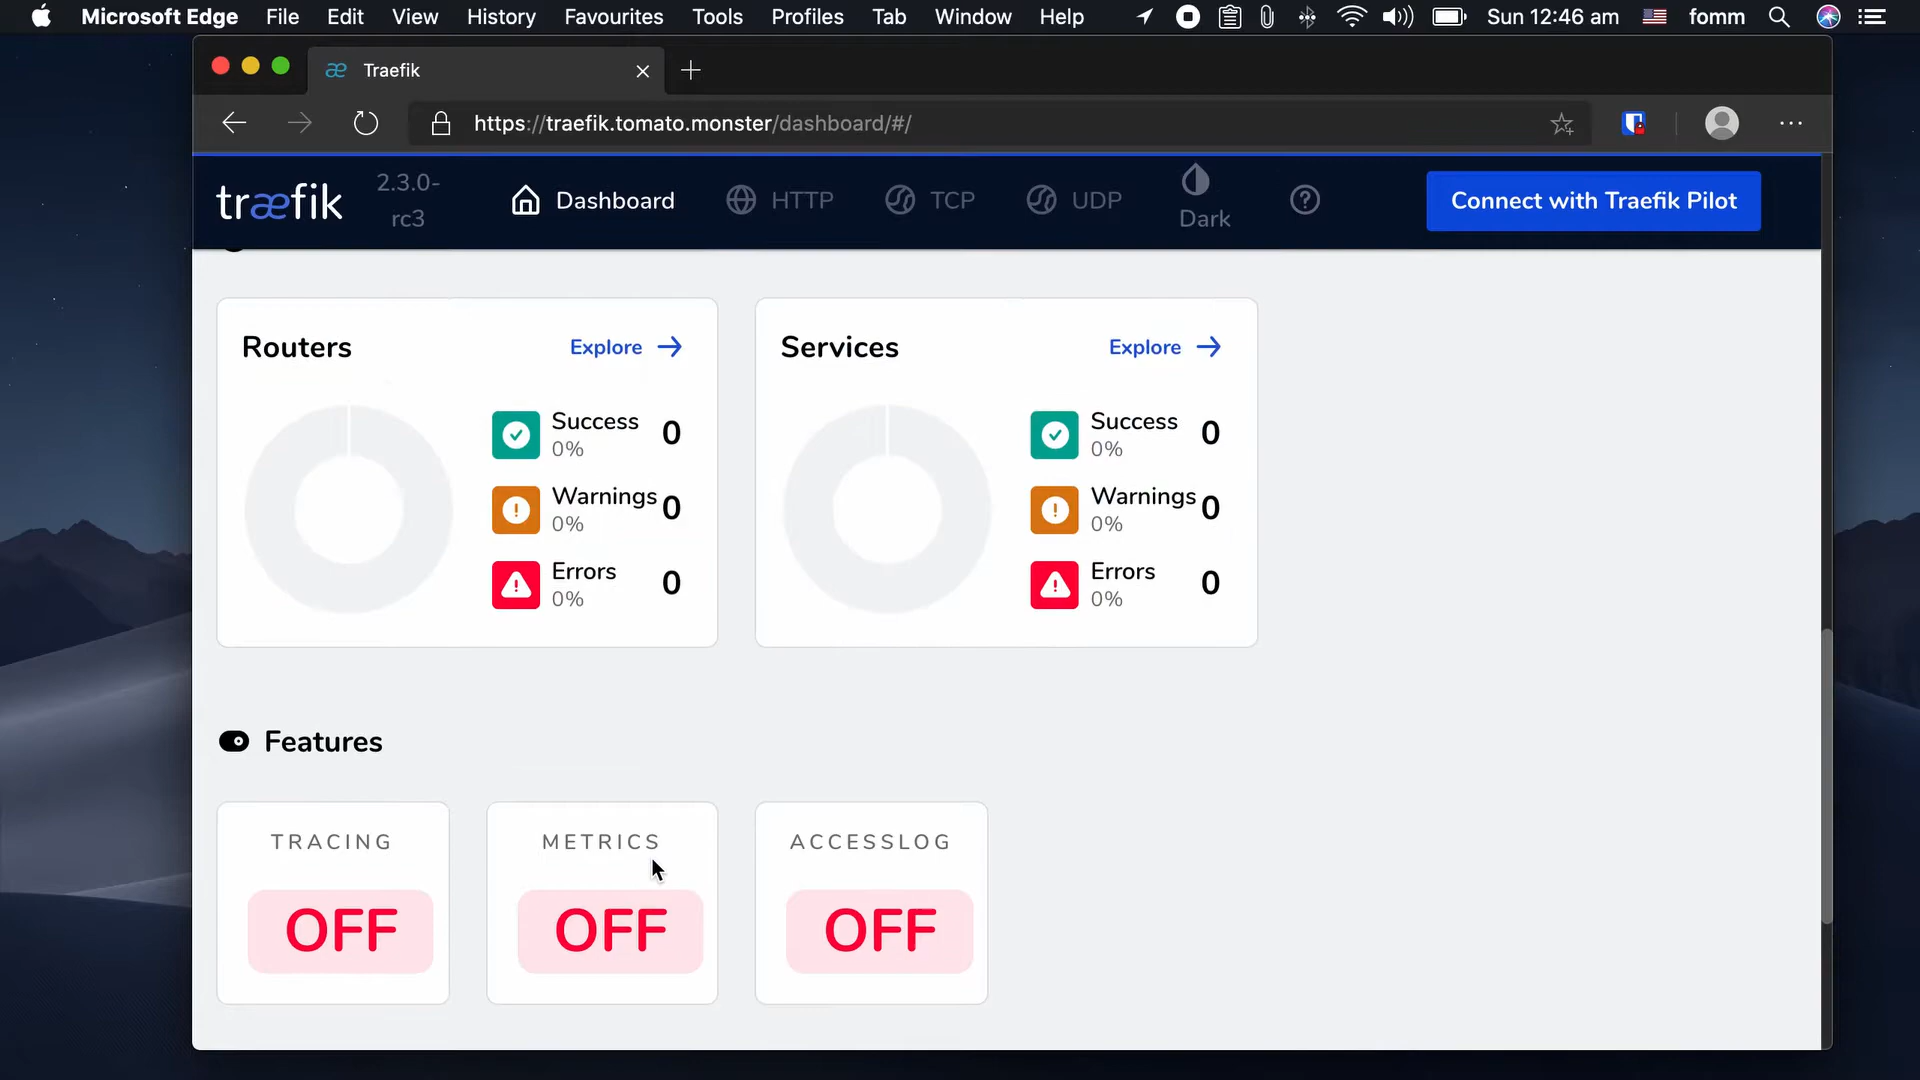 Microsoft Edge File Edit View History Favourites Tools Profiles Tab Window Help Sun 12:46 am fomm
Traefik
https://traefik.tomato.monster/dashboard/#/
træfik 2.3.0-rc3 Dashboard HTTP TCP UDP Dark Connect with Traefik Pilot
Routers Explore
Success 0
0%
Warnings 0
0%
Errors 0
0%
Services Explore
Success 0
0%
Warnings 0
0%
Errors 0
0%
Features
TRACING
OFF
METRICS
OFF
ACCESSLOG
OFF